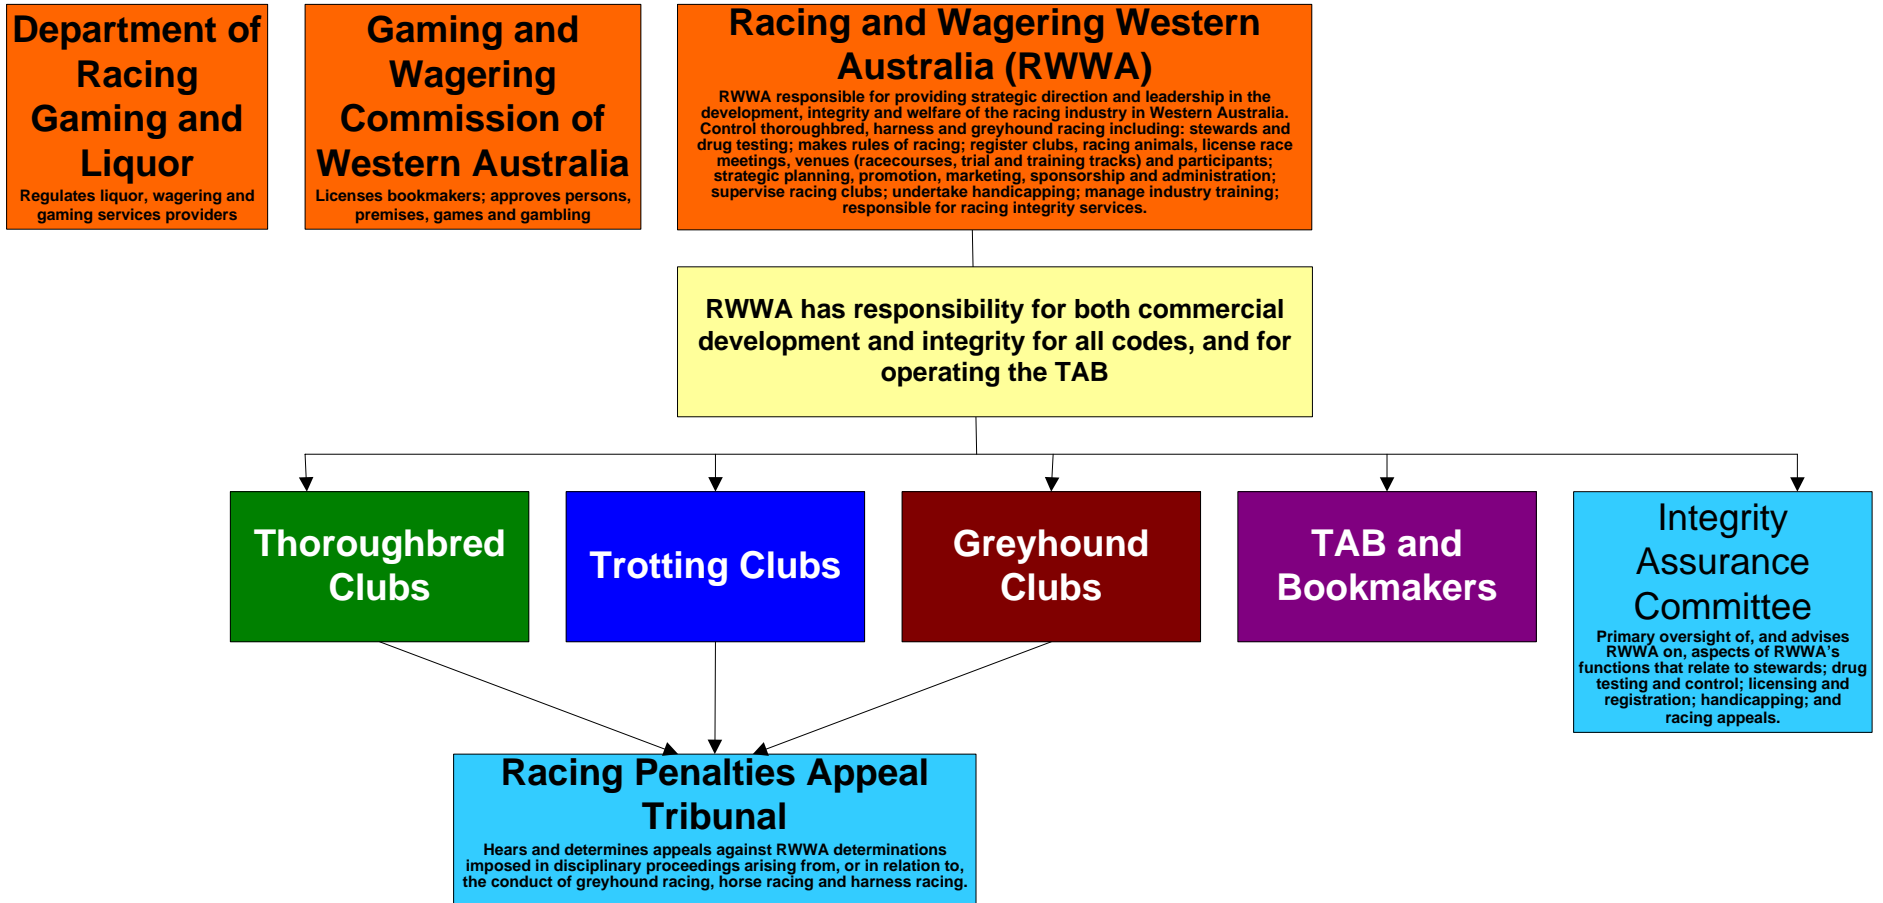 Department of
Racing
Gaming and
Liquor
Regulates liquor, wagering and
gaming services providers
Gaming and
Wagering
Commission of
Western Australia
Licenses bookmakers; approves persons,
premises, games and gambling
Racing and Wagering Western
Australia (RWWA)
RWWA responsible for providing strategic direction and leadership in the
development, integrity and welfare of the racing industry in Western Australia.
Control thoroughbred, harness and greyhound racing including: stewards and
drug testing; makes rules of racing; register clubs, racing animals, license race
meetings, venues (racecourses, trial and training tracks) and participants;
strategic planning, promotion, marketing, sponsorship and administration;
supervise racing clubs; undertake handicapping; manage industry training;
responsible for racing integrity services.
RWWA has responsibility for both commercial
development and integrity for all codes, and for
operating the TAB
Thoroughbred
Clubs
Trotting Clubs
Greyhound
Clubs
TAB and
Bookmakers
Integrity
Assurance
Committee
Primary oversight of, and advises
RWWA on, aspects of RWWA's
functions that relate to stewards; drug
testing and control; licensing and
registration; handicapping; and
racing appeals.
Racing Penalties Appeal
Tribunal
Hears and determines appeals against RWWA determinations
imposed in disciplinary proceedings arising from, or in relation to,
the conduct of greyhound racing, horse racing and harness racing.